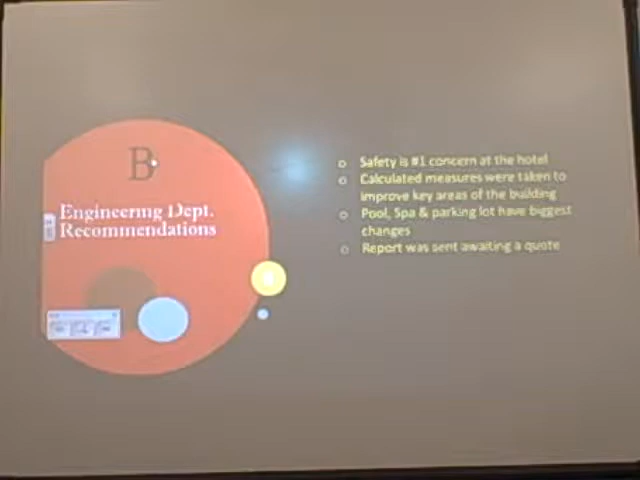 B
Engineering Dept.
Recommendations
Safety is #1 concern at the hotel
Calculated measures were taken to
improve key areas of the building
Pool, Spa & parking lot have biggest
changes
Report was sent awaiting a quote